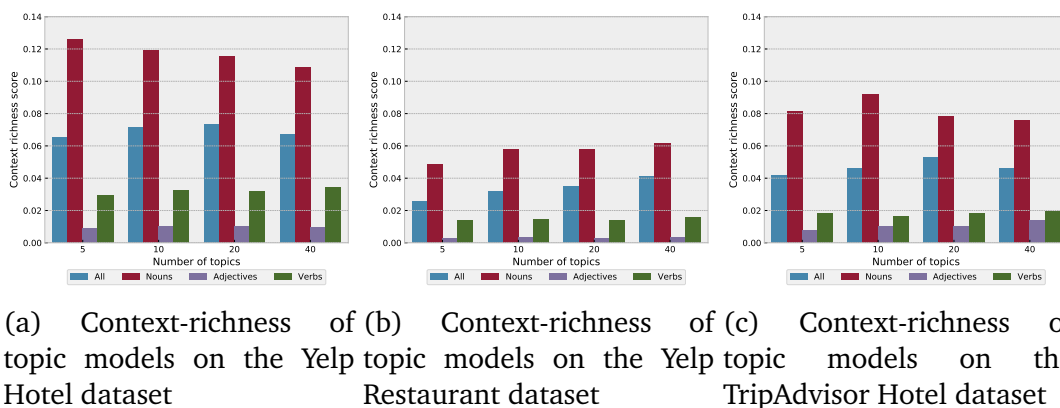 0.14
0.12
0.10
0.08
0.06
0.04
0.02
0.00
Context richness score
5 10 20 40
Number of topics
All Nouns Adjectives Verbs
(a) Context-richness of
topic models on the Yelp
Hotel dataset
0.14
0.12
0.10
0.08
0.06
0.04
0.02
0.00
Context richness score
5 10 20 40
Number of topics
All Nouns Adjectives Verbs
(b) Context-richness of
topic models on the Yelp
Restaurant dataset
0.14
0.12
0.10
0.08
0.06
0.04
0.02
0.00
Context richness score
5 10 20 40
Number of topics
All Nouns Adjectives Verbs
(c) Context-richness o
topic models on th
TripAdvisor Hotel dataset